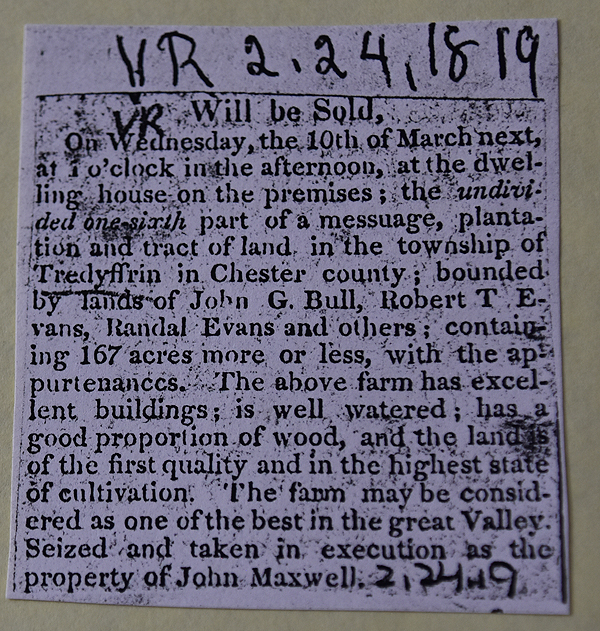 VR 2.24,1819
Will be Sold,
VR
On Wednesday, the 10th of March next,
at 1 o'clock in the afternoon, at the dwel-
ling house on the premises; the undivi-
ded one-sixth part of a messuage, planta-
tion and tract of land in the township of
Tredyffrin in Chester county; bounded
by lands of John G. Bull, Robert T E-
vans, Randal Evans and others; contain-
ing 167 acres more or less, with the ap-
purtenances. The above farm has excel-
lent buildings; is well watered; has a
good proportion of wood, and the land is
of the first quality and in the highest state
of cultivation. The farm may be consid-
ered as one of the best in the great Valley.
Seized and taken in execution as the
property of John Maxwell. 2,24,19